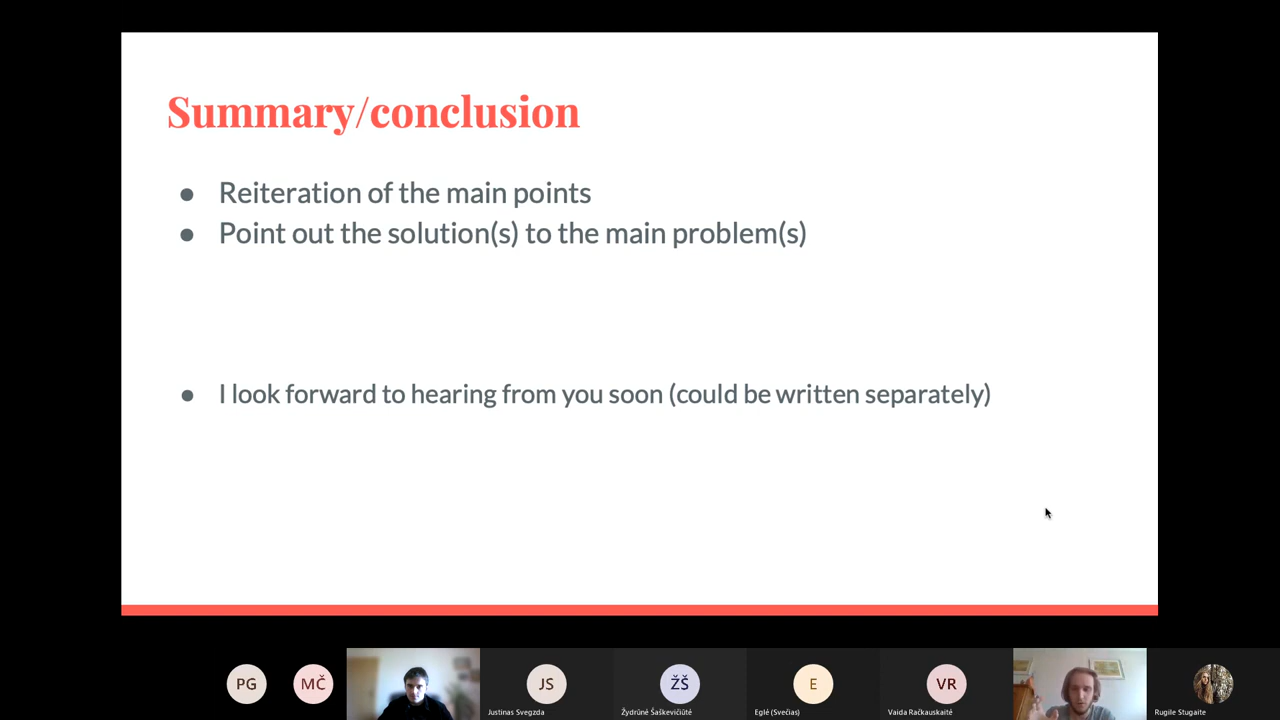 Summary/conclusion
● Reiteration of the main points
● Point out the solution(s) to the main problem(s)
● I look forward to hearing from you soon (could be written separately)
PG
MČ
JS
ŽŠ
E
VR
Justinas Svegzda
Žydrūnė Šaškevičiūtė
Eglė (Svečias)
Vaida Račkauskaitė
Rugile Stugaite